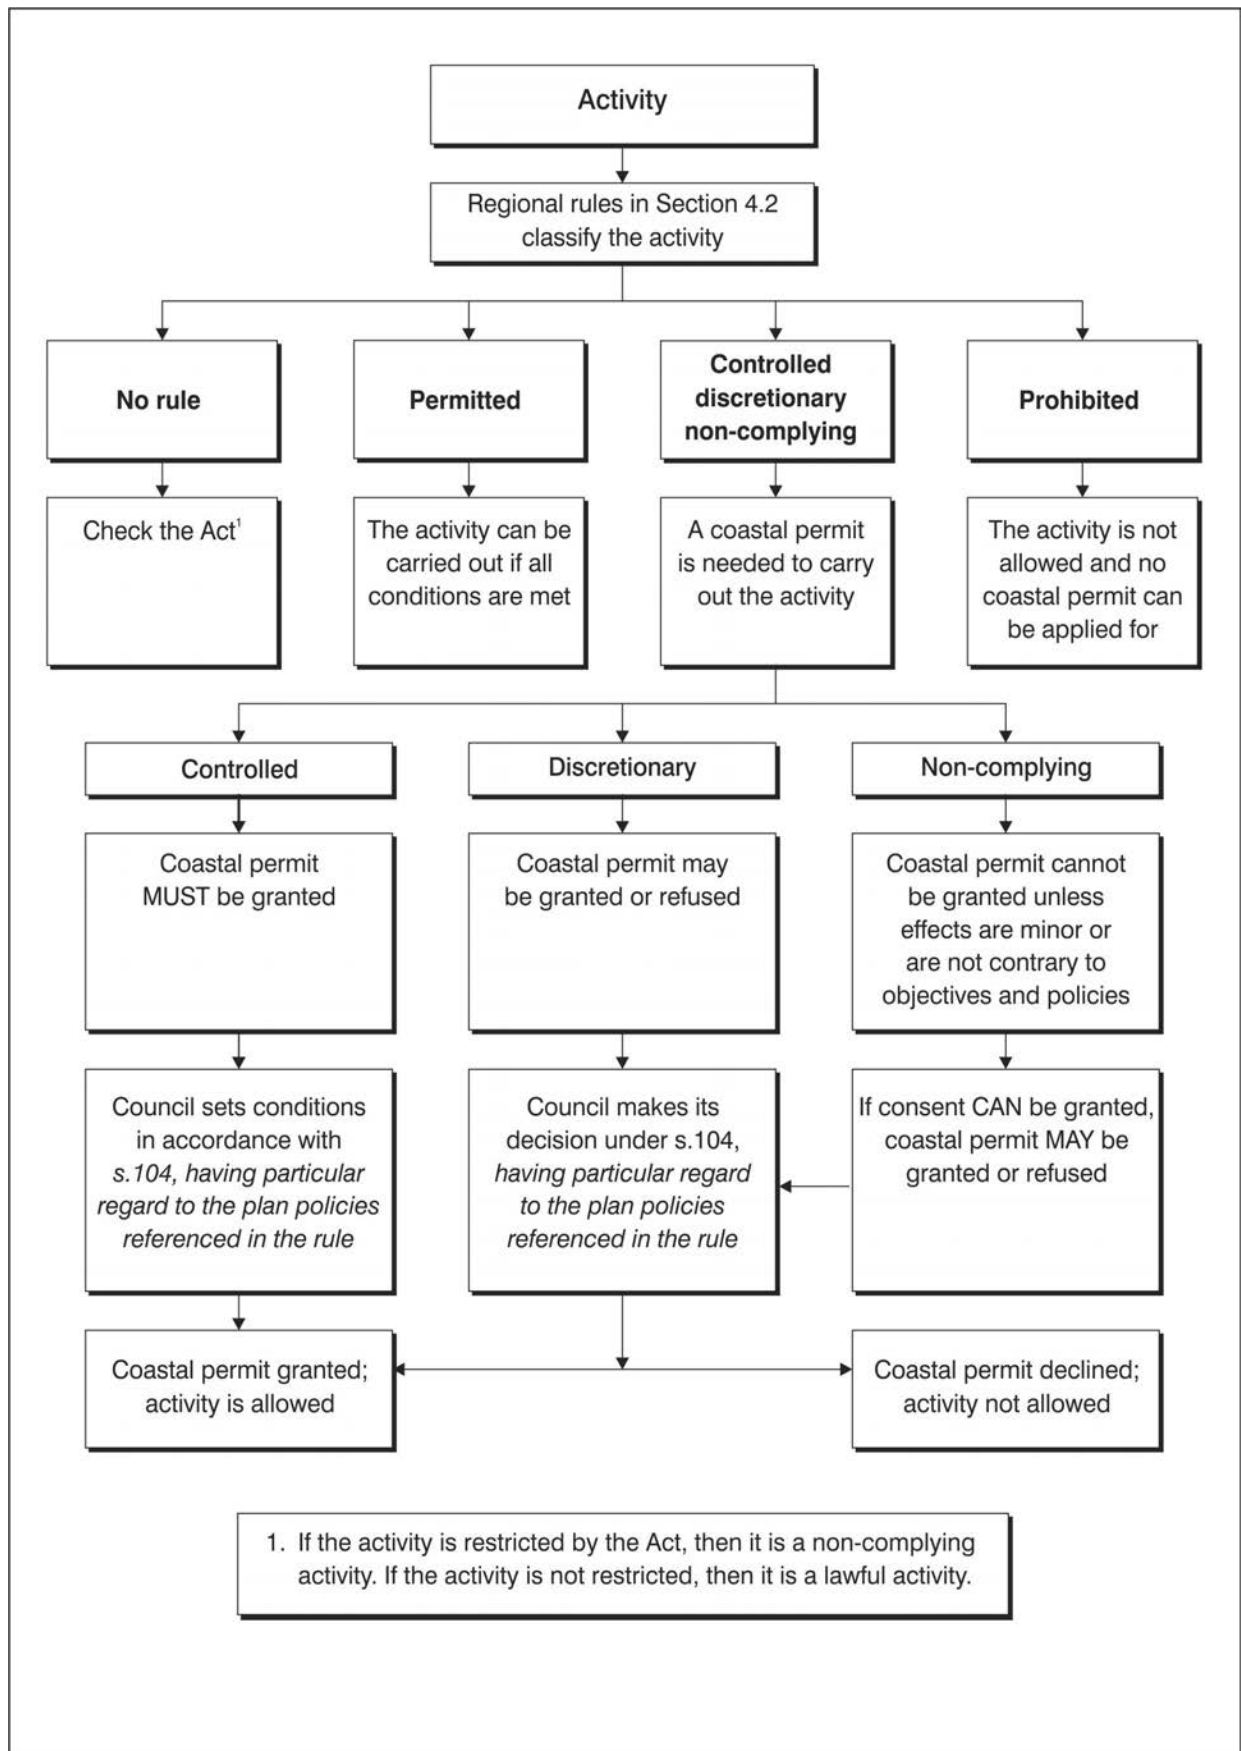 Activity
Regional rules in Section 4.2
classify the activity
No rule
Permitted
Controlled
discretionary
non-complying
Prohibited
Check the Act¹
The activity can be
carried out if all
conditions are met
A coastal permit
is needed to carry
out the activity
The activity is not
allowed and no
coastal permit can
be applied for
Controlled
Discretionary
Non-complying
Coastal permit
MUST be granted
Coastal permit may
be granted or refused
Coastal permit cannot
be granted unless
effects are minor or
are not contrary to
objectives and policies
Council sets conditions
in accordance with
s.104, having particular
regard to the plan policies
referenced in the rule
Council makes its
decision under s.104,
having particular regard
to the plan policies
referenced in the rule
If consent CAN be granted,
coastal permit MAY be
granted or refused
Coastal permit granted;
activity is allowed
Coastal permit declined;
activity not allowed
1. If the activity is restricted by the Act, then it is a non-complying
activity. If the activity is not restricted, then it is a lawful activity.